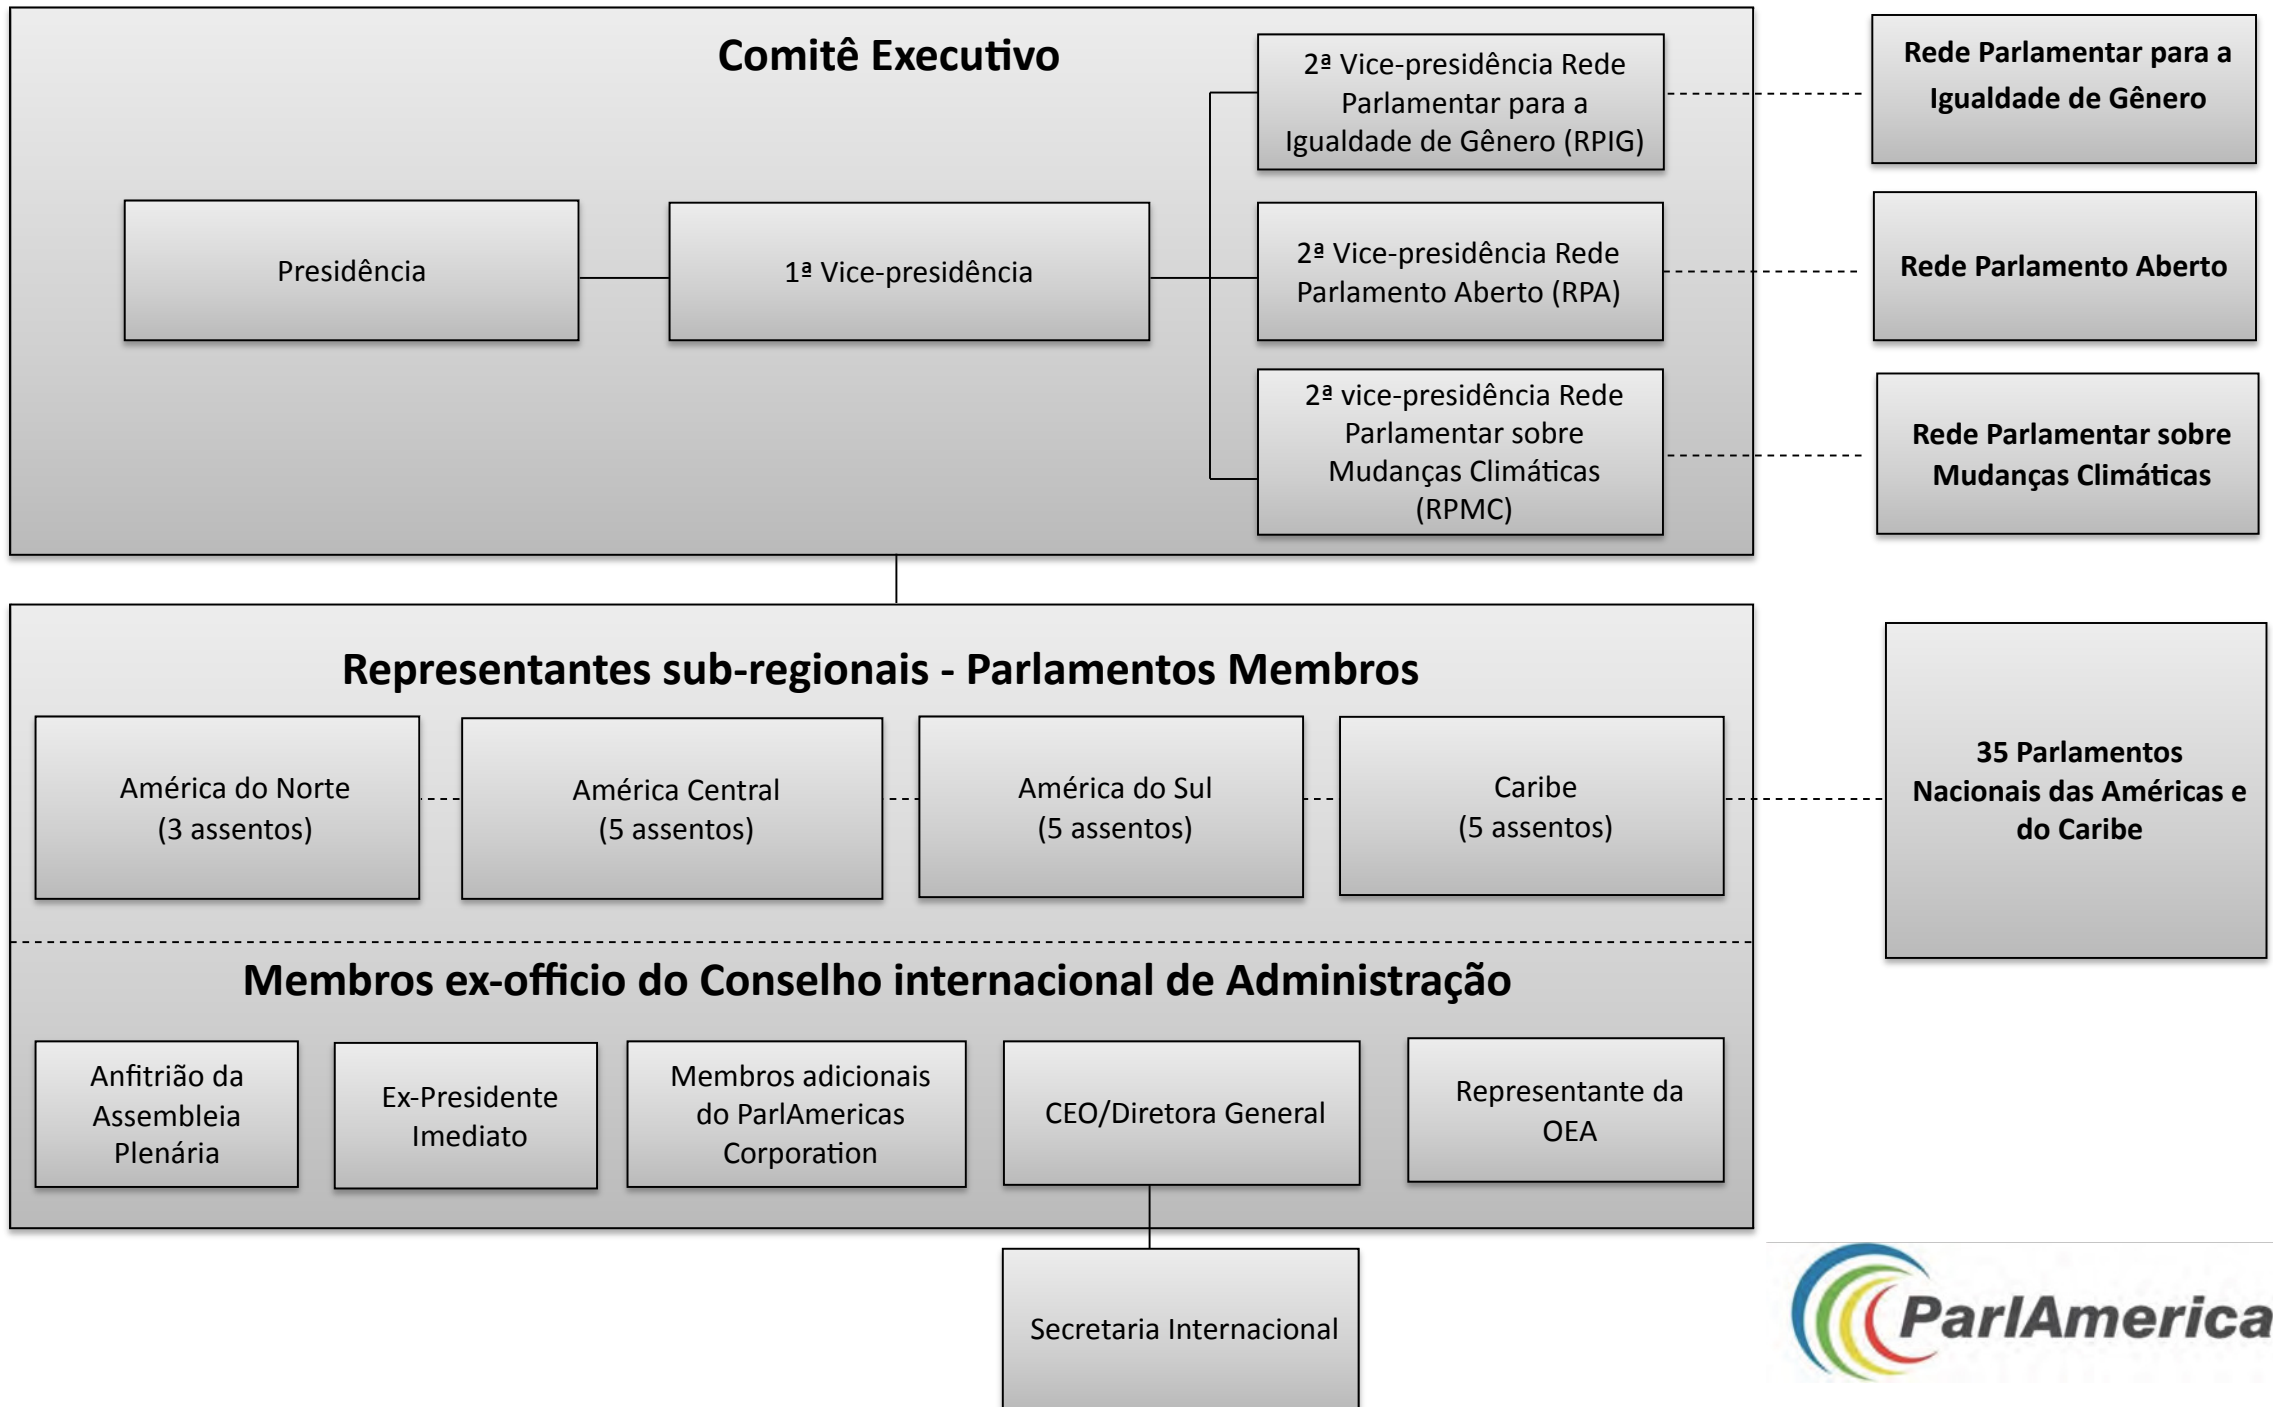 Comitê Executivo
2ª Vice-presidência Rede
Parlamentar para a
Igualdade de Gênero (RPIG)
Rede Parlamentar para a
Igualdade de Gênero
Presidência
1ª Vice-presidência
2ª Vice-presidência Rede
Parlamento Aberto (RPA)
Rede Parlamento Aberto
2ª vice-presidência Rede
Parlamentar sobre
Mudanças Climáticas
(RPMC)
Rede Parlamentar sobre
Mudanças Climáticas
Representantes sub-regionais - Parlamentos Membros
América do Norte
(3 assentos)
América Central
(5 assentos)
América do Sul
(5 assentos)
Caribe
(5 assentos)
35 Parlamentos
Nacionais das Américas e
do Caribe
Membros ex-officio do Conselho internacional de Administração
Anfitrião da
Assembleia
Plenária
Ex-Presidente
Imediato
Membros adicionais
do ParlAmericas
Corporation
CEO/Diretora General
Representante da
OEA
Secretaria Internacional
ParlAmerica